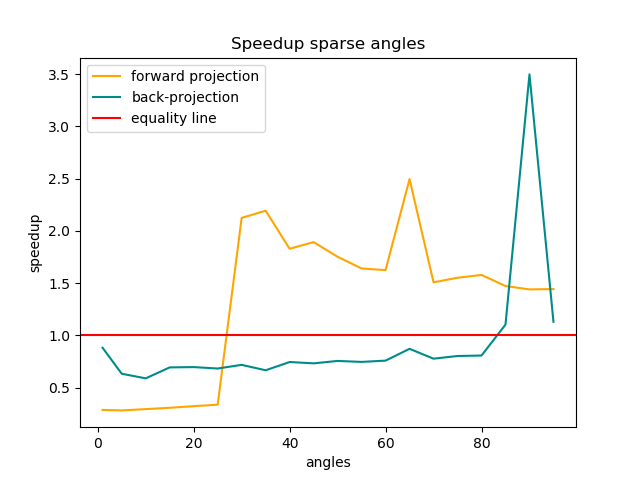 Speedup sparse angles
forward projection
back-projection
equality line
3.5
3.0
2.5
2.0
1.5
1.0
0.5
speedup
0 20 40 60 80
angles